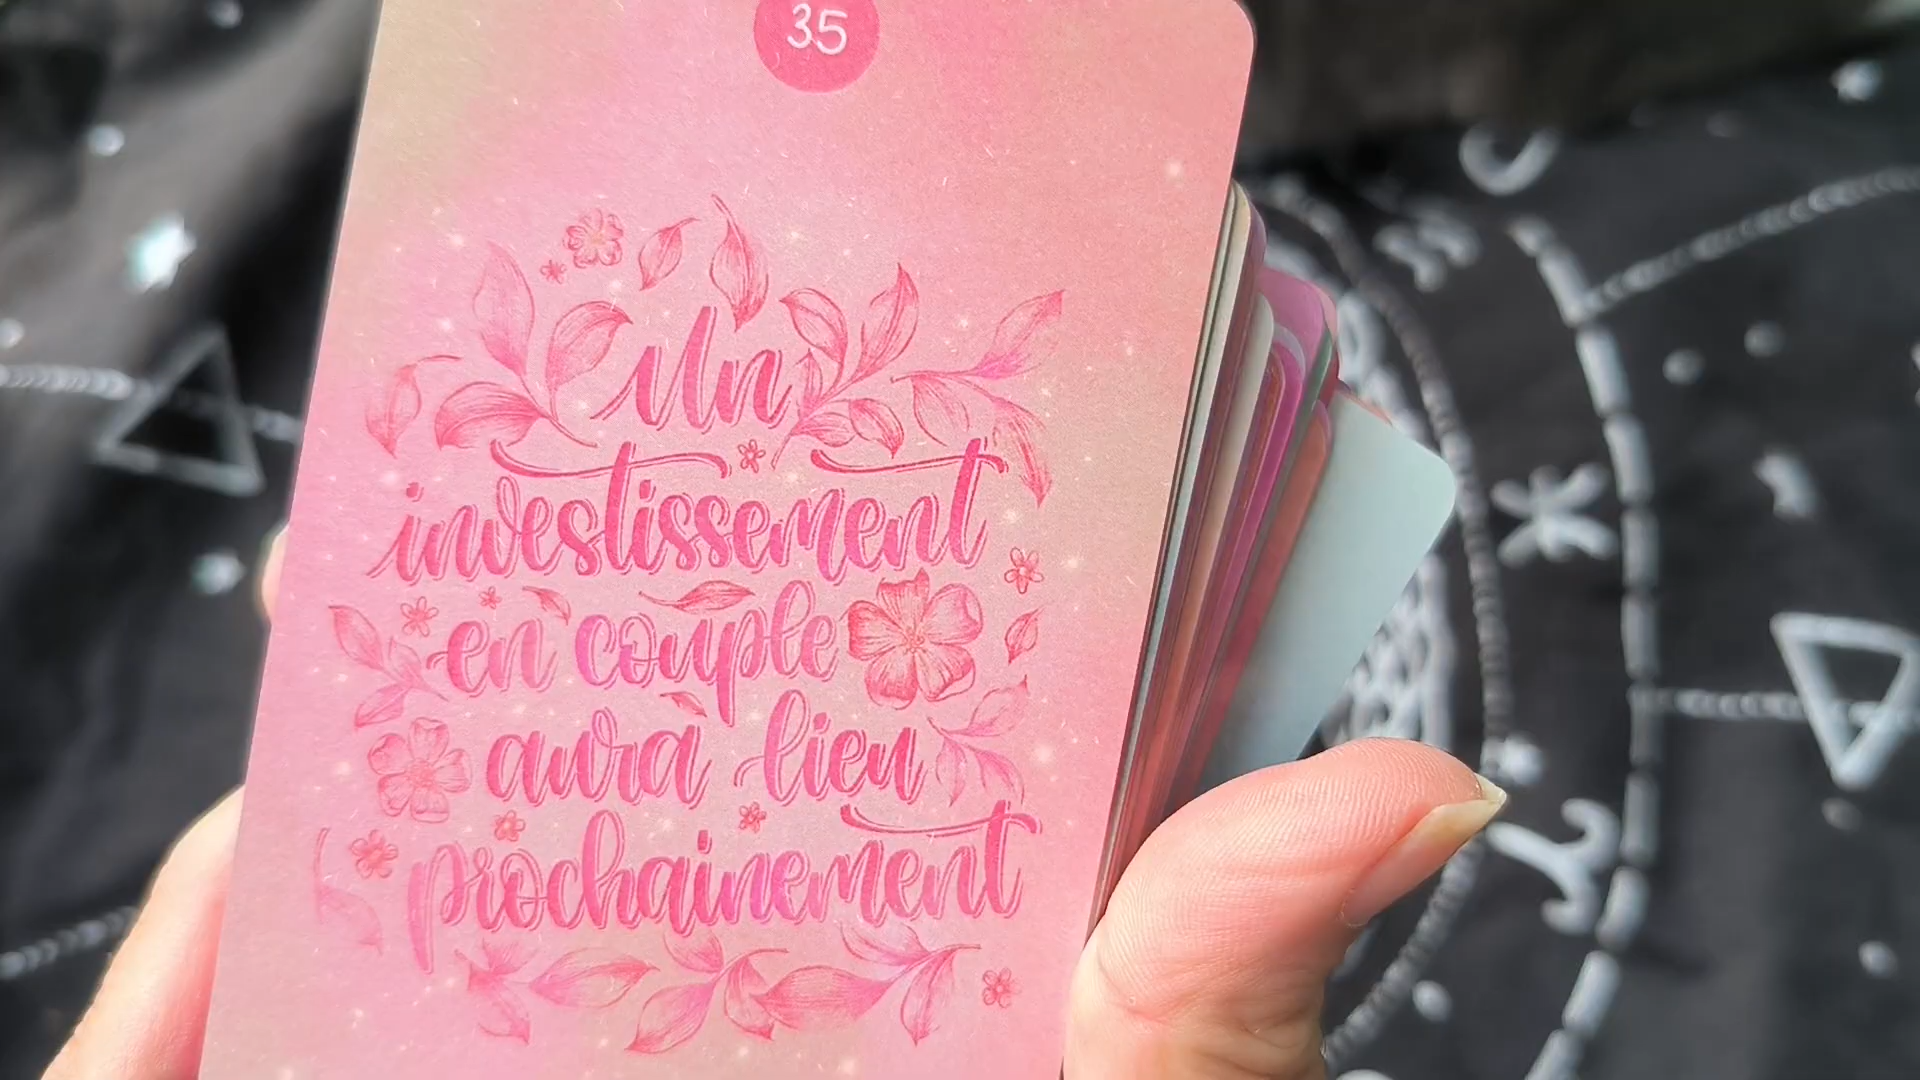 35
Un
investissement
en couple
aura lieu
prochainement